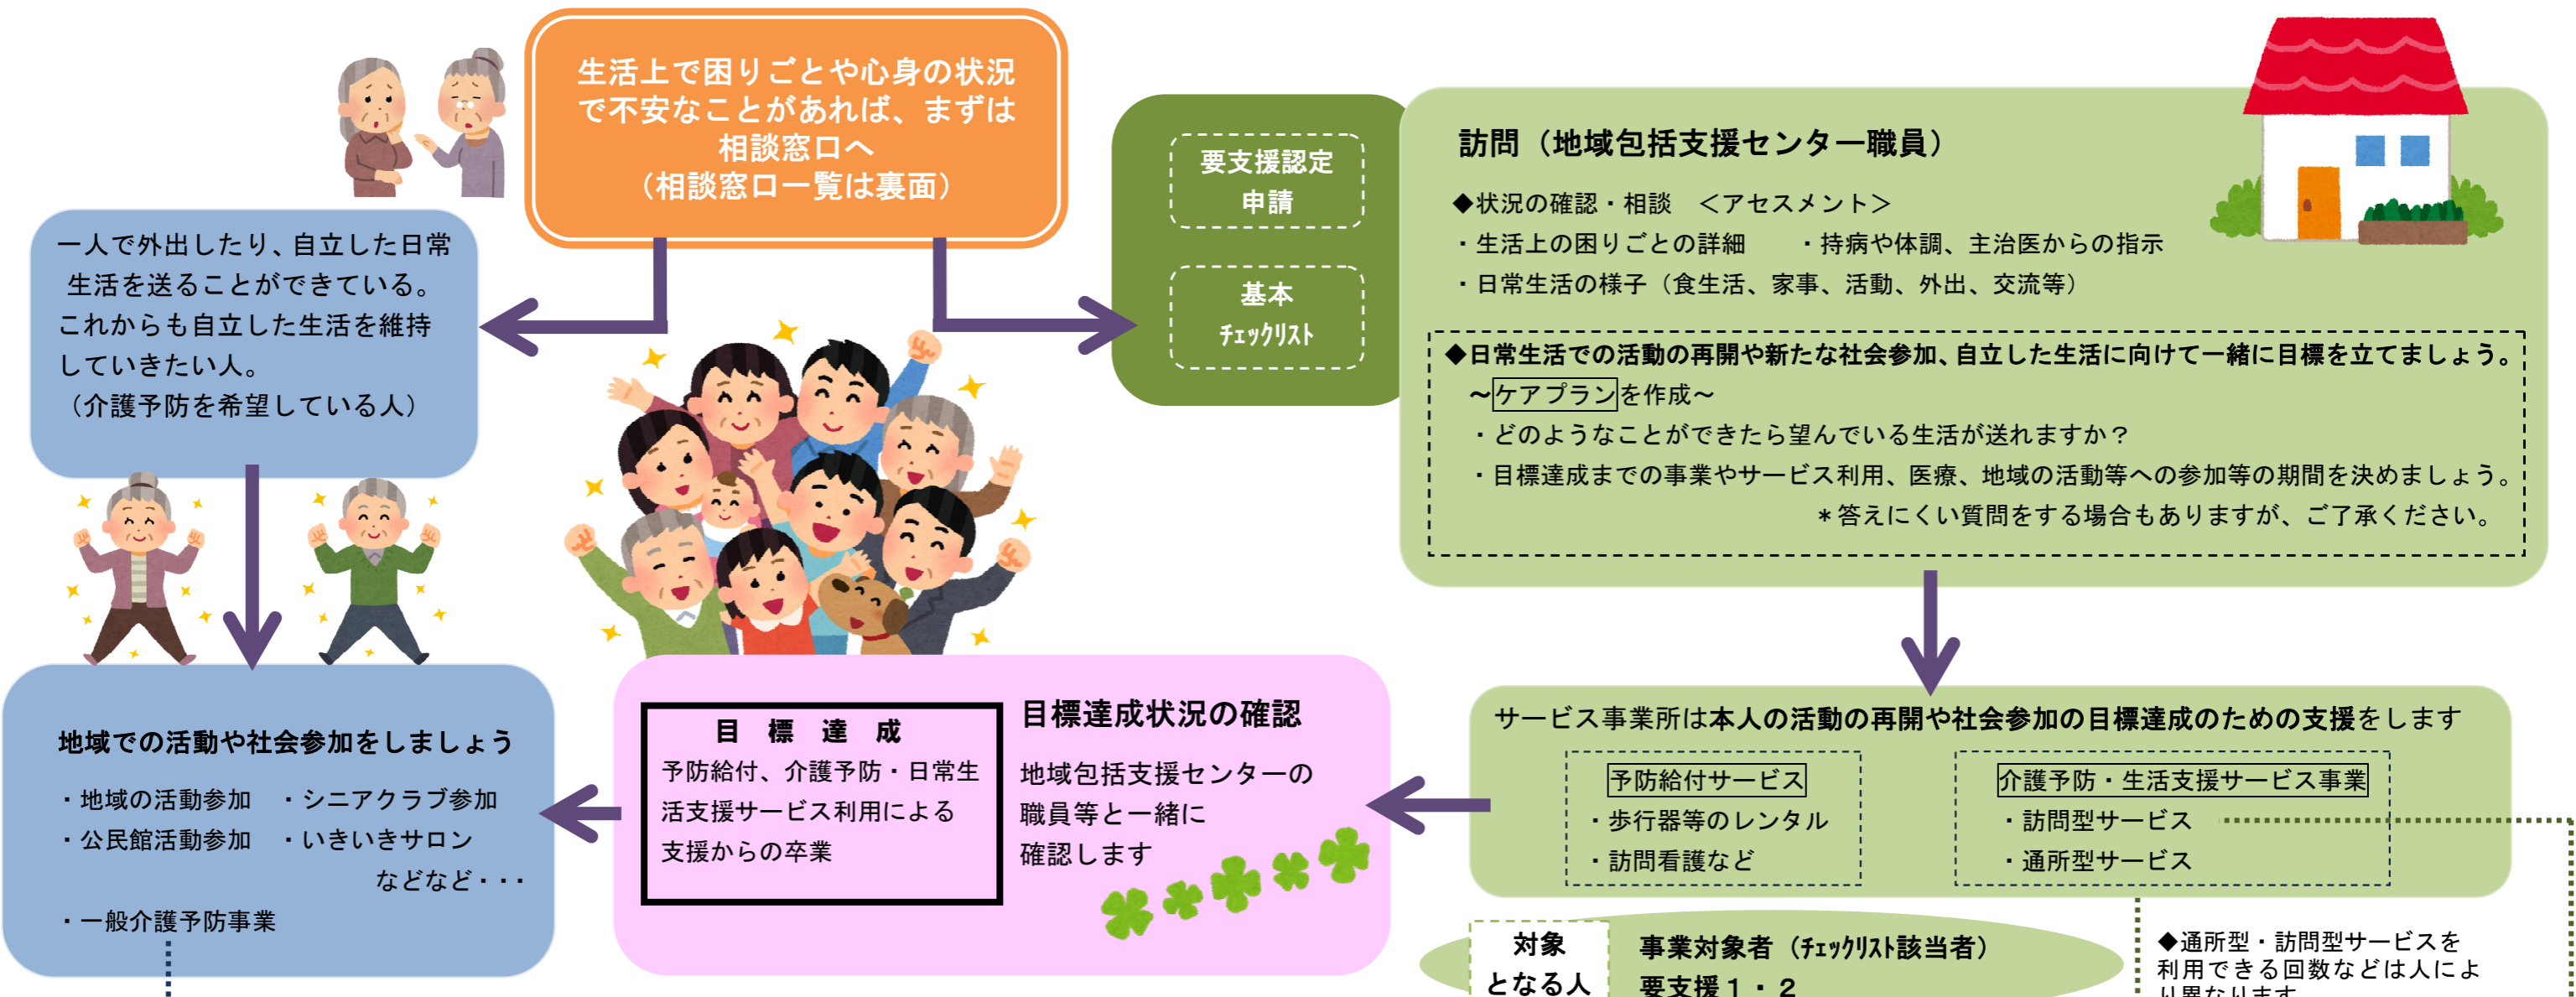 生活上で困りごとや心身の状況
で不安なことがあれば、まずは
相談窓口へ
（相談窓口一覧は裏面）
一人で外出したり、自立した日常
生活を送ることができている。
これからも自立した生活を維持
していきたい人。
（介護予防を希望している人）
要支援認定
申請
基本
ﾁｪｯｸﾘｽﾄ
訪問（地域包括支援センター職員）
◆状況の確認・相談　＜アセスメント＞
・生活上の困りごとの詳細　　・持病や体調、主治医からの指示
・日常生活の様子（食生活、家事、活動、外出、交流等）
◆日常生活での活動の再開や新たな社会参加、自立した生活に向けて一緒に目標を立てましょう。
～ケアプランを作成～
・どのようなことができたら望んでいる生活が送れますか？
・目標達成までの事業やサービス利用、医療、地域の活動等への参加等の期間を決めましょう。
＊答えにくい質問をする場合もありますが、ご了承ください。
サービス事業所は本人の活動の再開や社会参加の目標達成のための支援をします
予防給付サービス
・歩行器等のレンタル
・訪問看護など
介護予防・生活支援サービス事業
・訪問型サービス
・通所型サービス
目標達成状況の確認
地域包括支援センターの
職員等と一緒に
確認します
目　標　達　成
予防給付、介護予防・日常生
活支援サービス利用による
支援からの卒業
地域での活動や社会参加をしましょう
・地域の活動参加　・シニアクラブ参加
・公民館活動参加　・いきいきサロン
などなど・・・
・一般介護予防事業
対象
となる人
事業対象者（ﾁｪｯｸﾘｽﾄ該当者）
要支援１・２
◆通所型・訪問型サービスを
利用できる回数などは人によ
り異なります